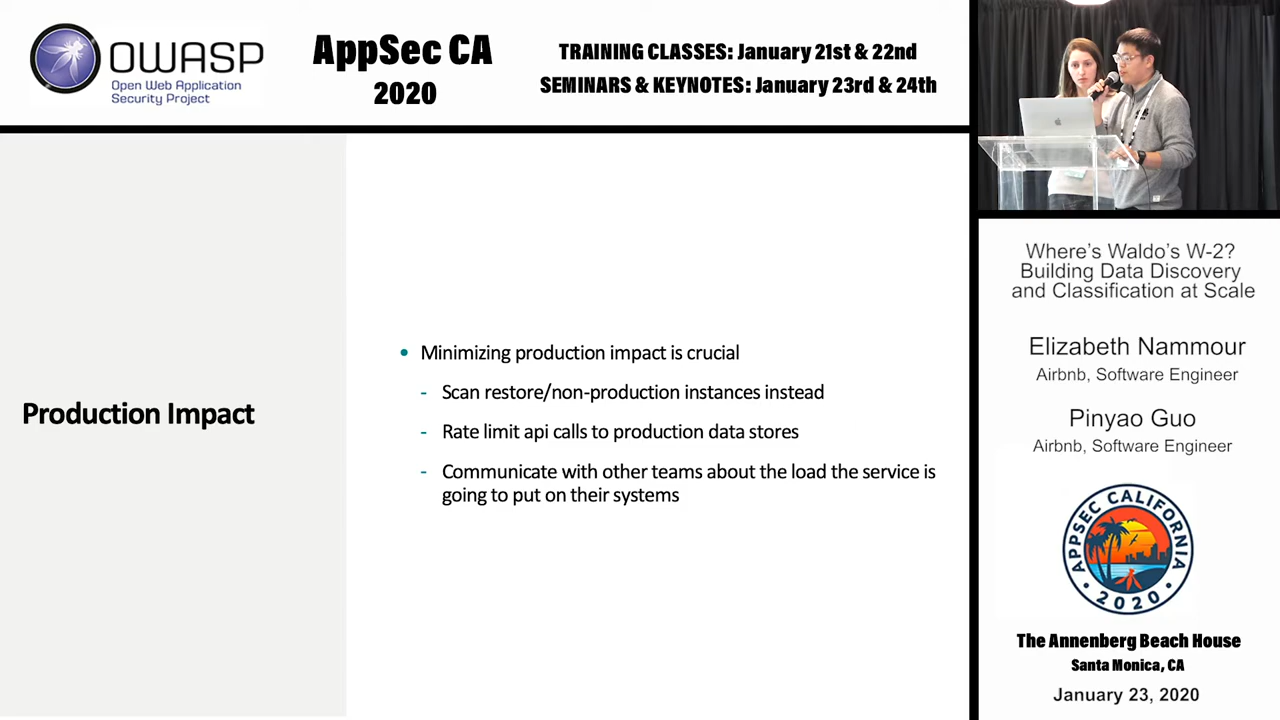 OWASP
Open Web Application
Security Project
AppSec CA
2020
TRAINING CLASSES: January 21st & 22nd
SEMINARS & KEYNOTES: January 23rd & 24th
Production Impact
• Minimizing production impact is crucial
- Scan restore/non-production instances instead
- Rate limit api calls to production data stores
- Communicate with other teams about the load the service is
going to put on their systems
Where's Waldo's W-2?
Building Data Discovery
and Classification at Scale
Elizabeth Nammour
Airbnb, Software Engineer
Pinyao Guo
Airbnb, Software Engineer
APPSEC CALIFORNIA
• 2020 •
The Annenberg Beach House
Santa Monica, CA
January 23, 2020